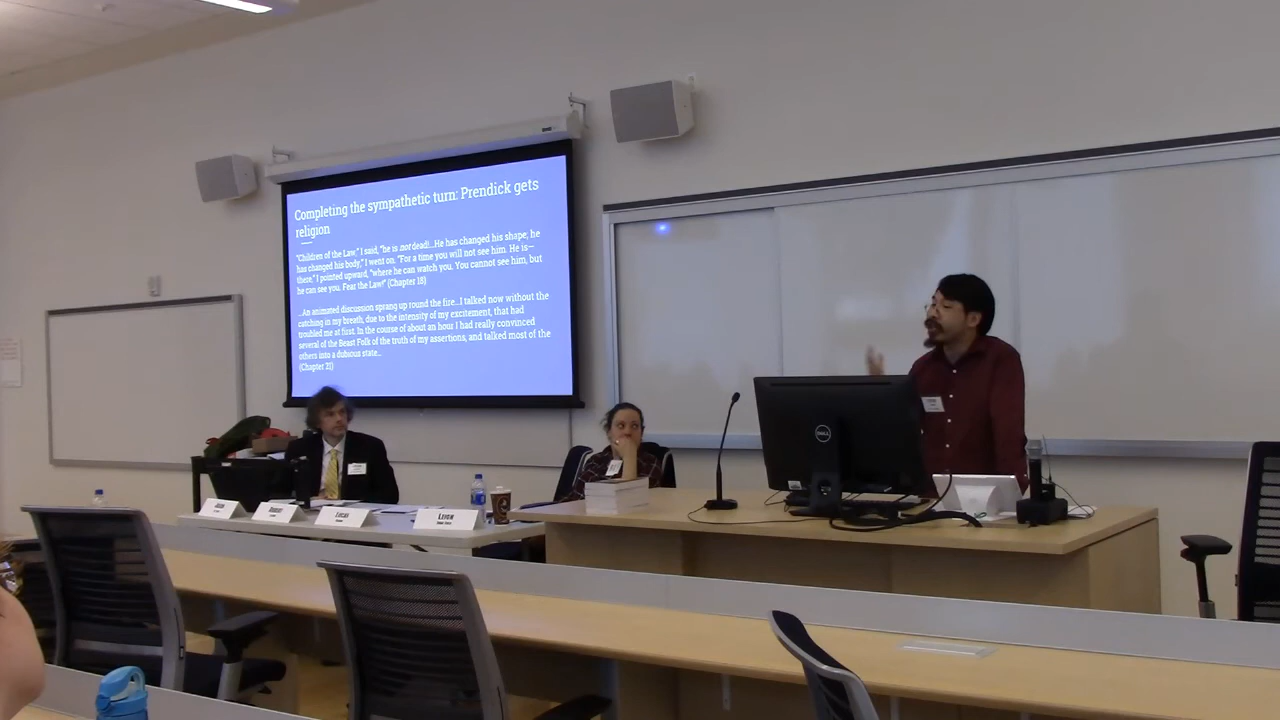 Completing the sympathetic turn: Prendick gets
religion
"Children of the Law," I said, "he is not dead!...He has changed his shape; he
has changed his body," I went on. "For a time you will not see him. He is—
there," I pointed upward, "where he can watch you. You cannot see him, but
he can see you. Fear the Law!" (Chapter 18)
...An animated discussion sprang up round the fire...I talked now without the
catching in my breath, due to the intensity of my excitement, that had
troubled me at first. In the course of about an hour I had really convinced
several of the Beast Folk of the truth of my assertions, and talked most of the
others into a dubious state...
(Chapter 21)
DELL
Lucas